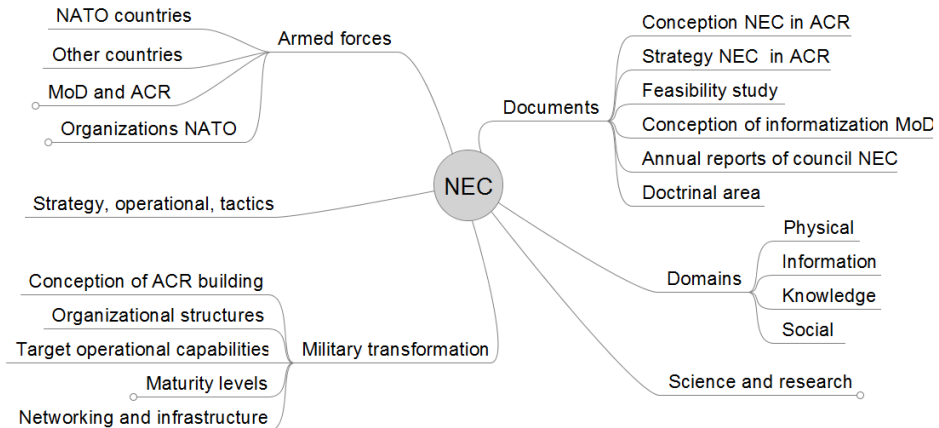 NATO countries
Other countries
MoD and ACR
Organizations NATO
Armed forces
Strategy, operational, tactics
Conception of ACR building
Organizational structures
Target operational capabilities
Maturity levels
Networking and infrastructure
Military transformation
NEC
Documents
Conception NEC in ACR
Strategy NEC in ACR
Feasibility study
Conception of informatization MoD
Annual reports of council NEC
Doctrinal area
Domains
Physical
Information
Knowledge
Social
Science and research